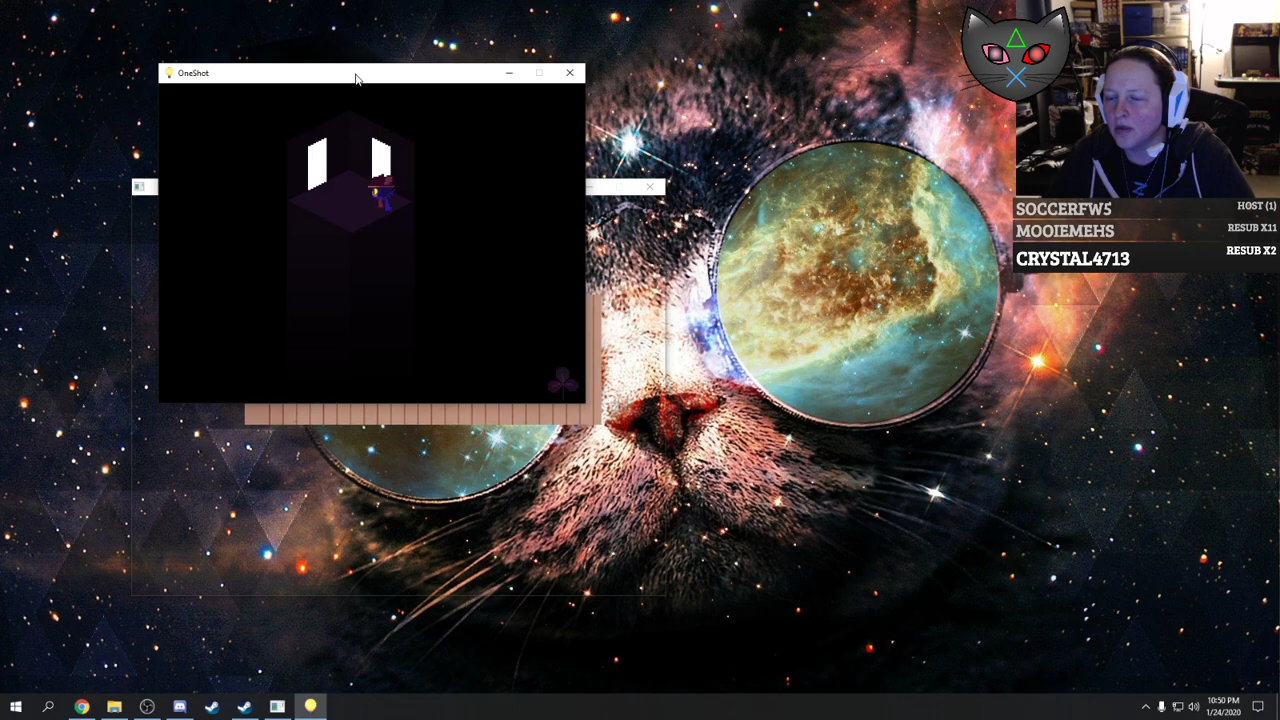 OneShot
SOCCERFW5
HOST (1)
MOOIEMEHS
RESUB X11
CRYSTAL4713
RESUB X2
10:50 PM
1/24/2020